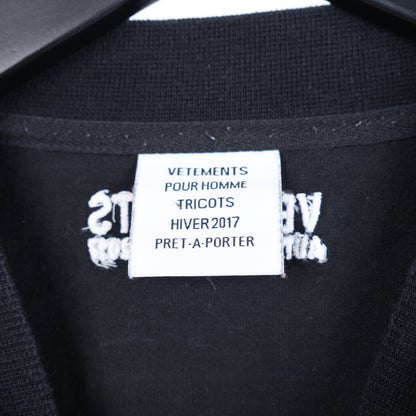 VETEMENTS
POUR HOMME
TRICOTS
HIVER 2017
PRET-A-PORTER